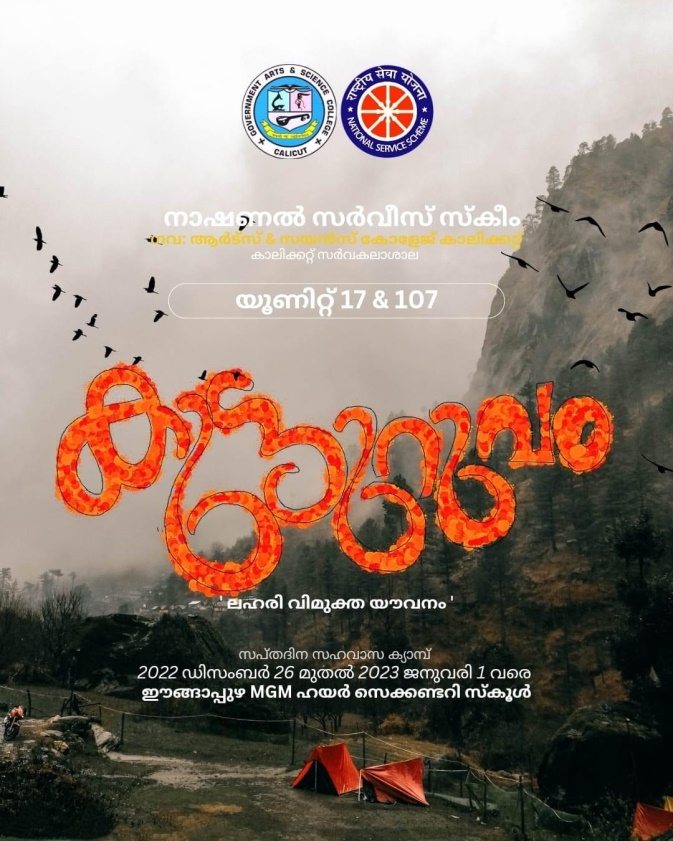 GOVERNMENT ARTS & SCIENCE COLLEGE
CALICUT
राष्ट्रीय सेवा योजना
NATIONAL SERVICE SCHEME
നാഷണൽ സർവീസ് സ്കീം
ഗവ: ആർട്സ് & സയൻസ് കോളേജ് കാലിക്കറ്റ്
കാലിക്കറ്റ് സർവകലാശാല
യൂണിറ്റ് 17 & 107
' ലഹരി വിമുക്ത യൗവനം '
സപ്തദിന സഹവാസ ക്യാമ്പ്
2022 ഡിസംബർ 26 മുതൽ 2023 ജനുവരി 1 വരെ
ഈങ്ങാപ്പുഴ MGM ഹയർ സെക്കണ്ടറി സ്കൂൾ